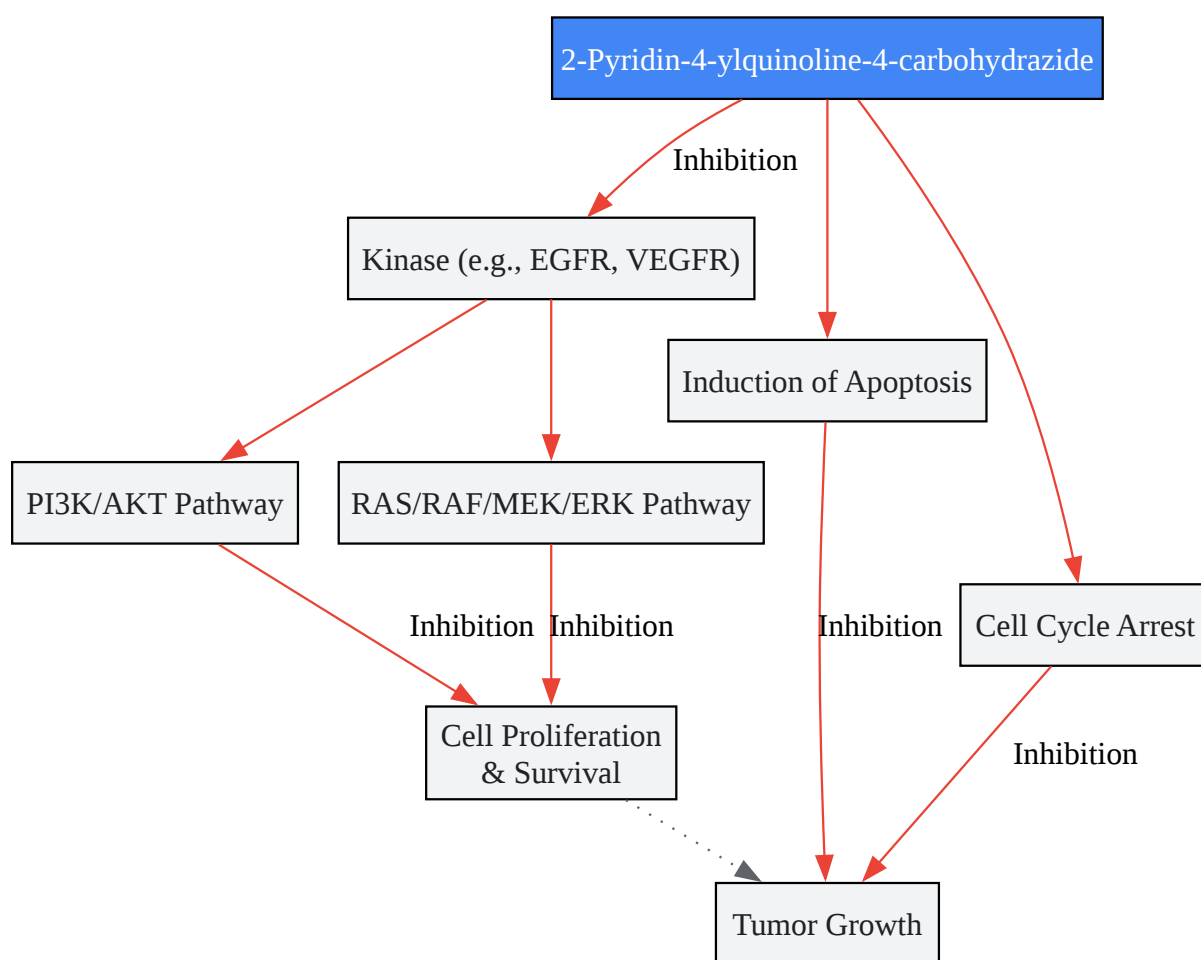 2-Pyridin-4-ylquinoline-4-carbohydrazide
Inhibition
Kinase (e.g., EGFR, VEGFR)
Induction of Apoptosis
PI3K/AKT Pathway
RAS/RAF/MEK/ERK Pathway
Inhibition
Inhibition
Inhibition
Cell Cycle Arrest
Cell Proliferation
& Survival
Inhibition
Tumor Growth